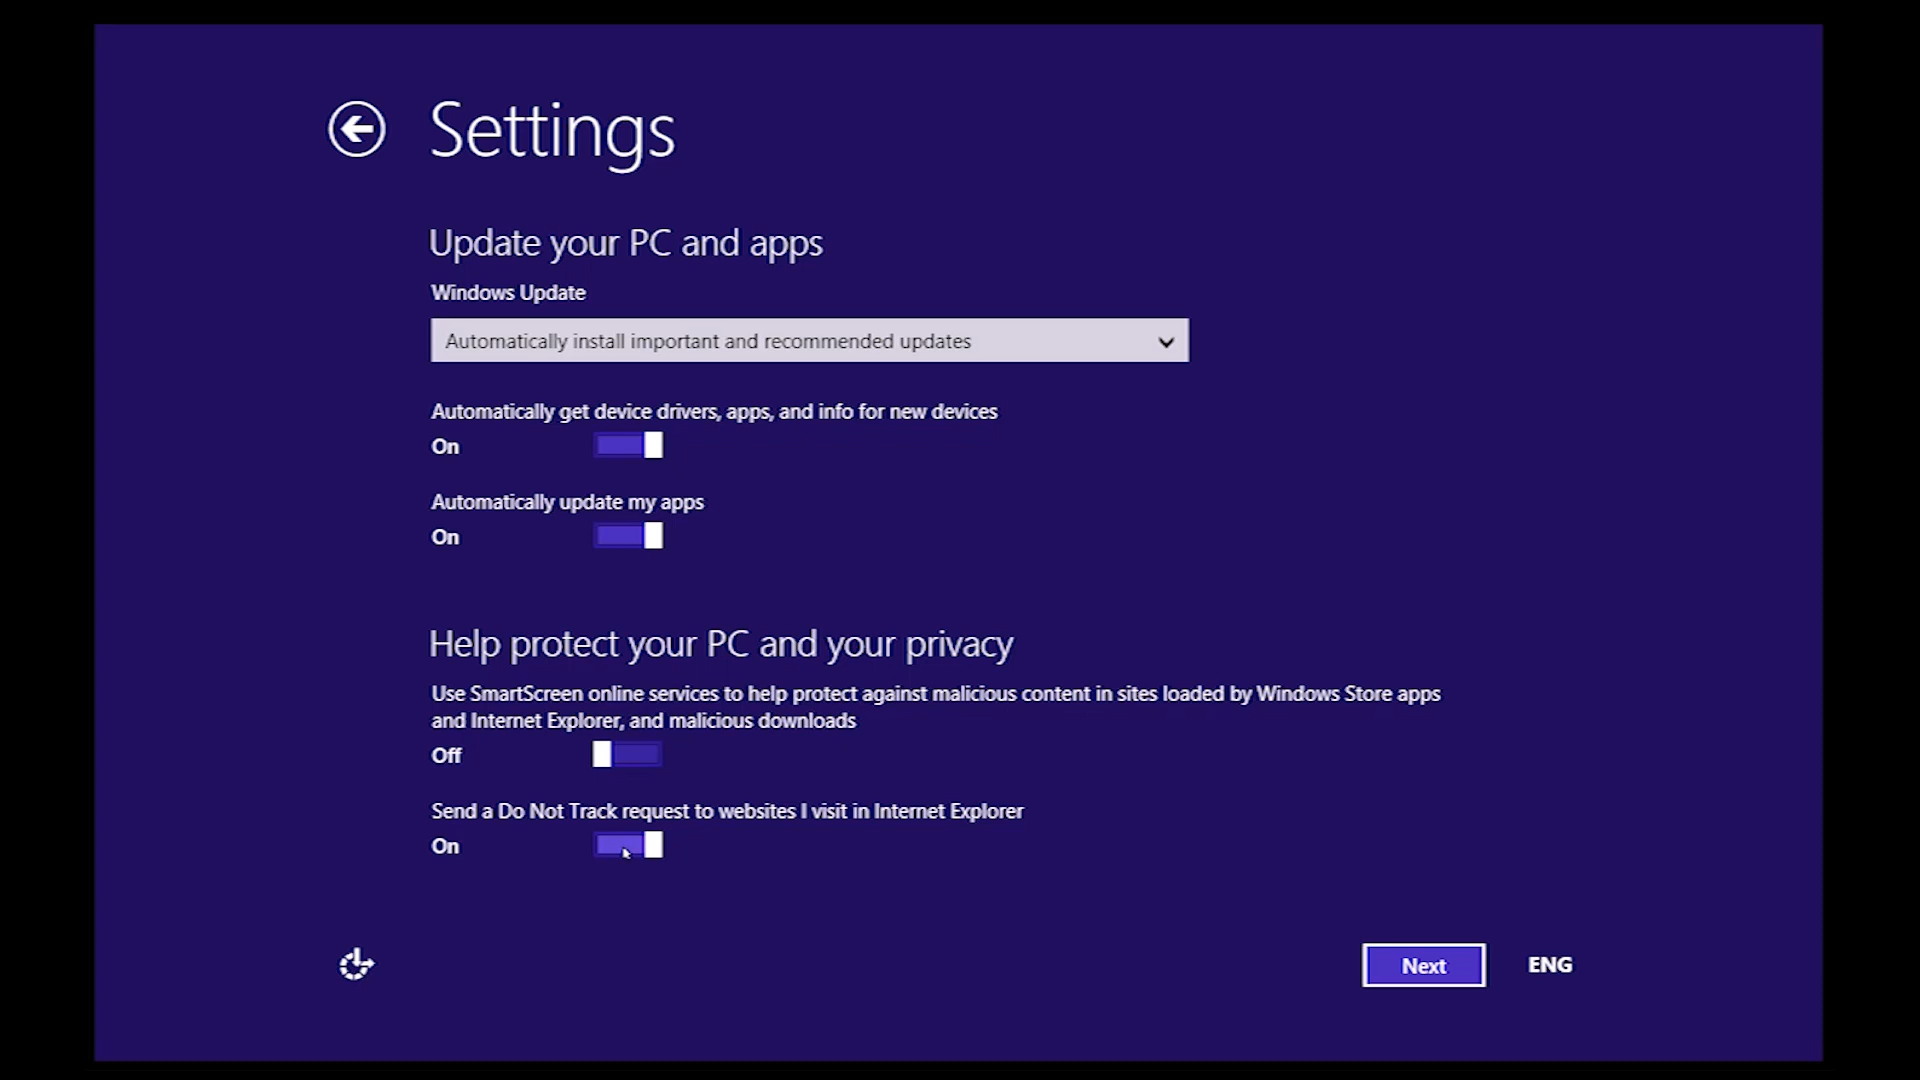 Settings
Update your PC and apps
Windows Update
Automatically install important and recommended updates
Automatically get device drivers, apps, and info for new devices
On
Automatically update my apps
On
Help protect your PC and your privacy
Use SmartScreen online services to help protect against malicious content in sites loaded by Windows Store apps
and Internet Explorer, and malicious downloads
Off
Send a Do Not Track request to websites I visit in Internet Explorer
On
Next
ENG